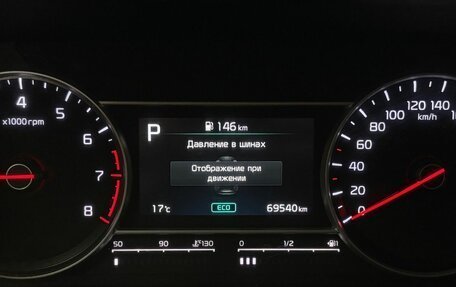 4
5
6
7
8
x1000 rpm
P
146 km
Давление в шинах
Отображение при
движении
17°C
ECO
69540 km
50 90 130
0 1/2 1
0
20
40
60
80
100 120 140
km/h